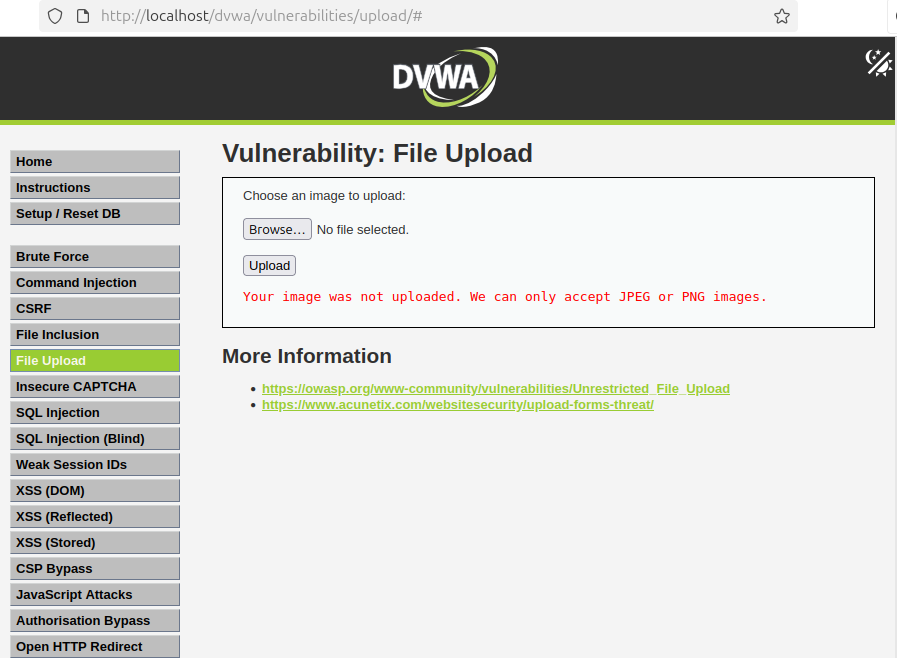 http://localhost/dvwa/vulnerabilities/upload/#
DVWA
Vulnerability: File Upload
Home
Instructions
Setup / Reset DB
Brute Force
Command Injection
CSRF
File Inclusion
File Upload
Insecure CAPTCHA
SQL Injection
SQL Injection (Blind)
Weak Session IDs
XSS (DOM)
XSS (Reflected)
XSS (Stored)
CSP Bypass
JavaScript Attacks
Authorisation Bypass
Open HTTP Redirect
Choose an image to upload:
Browse... No file selected.
Upload
Your image was not uploaded. We can only accept JPEG or PNG images.
More Information
https://owasp.org/www-community/vulnerabilities/Unrestricted_File_Upload
https://www.acunetix.com/websitesecurity/upload-forms-threat/